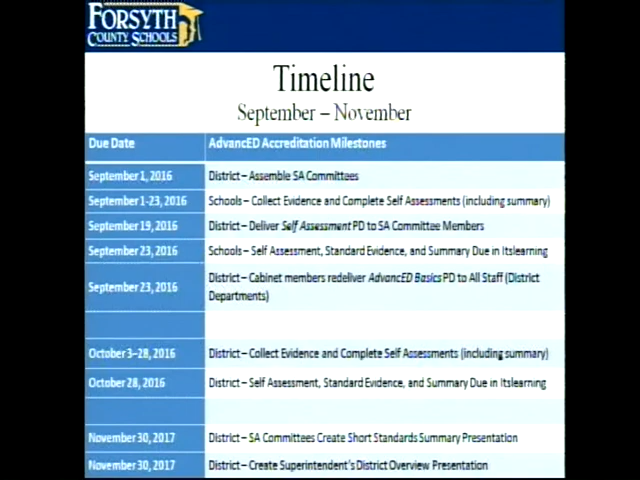 FORSYTH
COUNTY SCHOOLS
Timeline
September – November
Due Date AdvancED Accreditation Milestones
September 1, 2016 District – Assemble SA Committees
September 1-23, 2016 Schools – Collect Evidence and Complete Self Assessments (including summary)
September 19, 2016 District – Deliver Self Assessment PD to SA Committee Members
September 23, 2016 Schools – Self Assessment, Standard Evidence, and Summary Due in Itslearning
September 23, 2016 District – Cabinet members redeliver AdvancED Basics PD to All Staff (District
Departments)
October 3–28, 2016 District – Collect Evidence and Complete Self Assessments (including summary)
October 28, 2016 District – Self Assessment, Standard Evidence, and Summary Due in Itslearning
November 30, 2017 District – SA Committees Create Short Standards Summary Presentation
November 30, 2017 District – Create Superintendent's District Overview Presentation